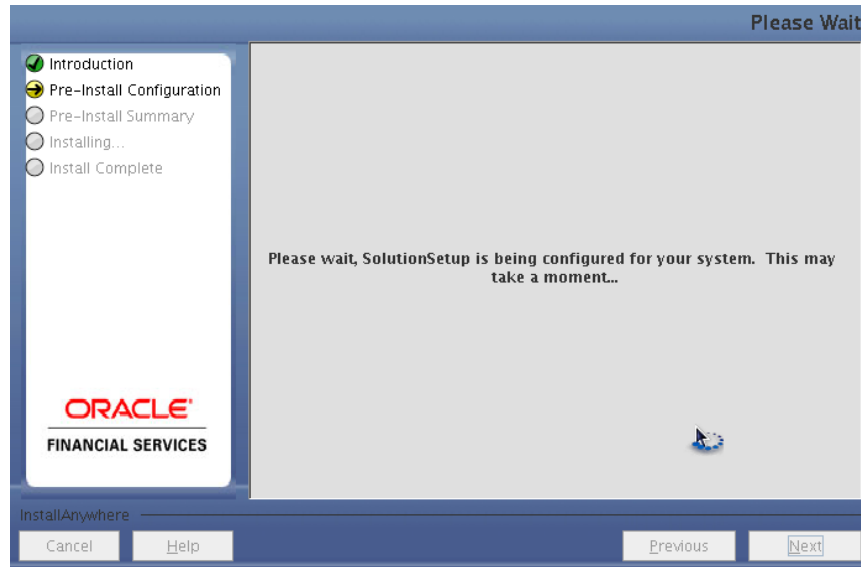 Please Wait
Introduction
Pre-Install Configuration
Pre-Install Summary
Installing...
Install Complete
Please wait, SolutionSetup is being configured for your system. This may
take a moment...
ORACLE
FINANCIAL SERVICES
InstallAnywhere
Cancel
Help
Previous
Next